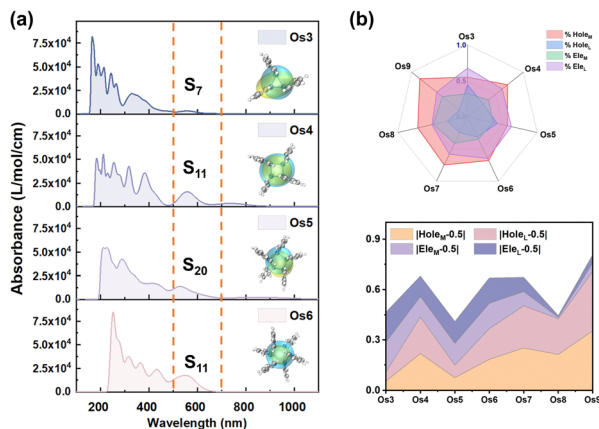 (a)
Absorbance (L/mol/cm)
7.5x10⁴
5.0x10⁴
2.5x10⁴
0.0
S₇
Os3
7.5x10⁴
5.0x10⁴
2.5x10⁴
0.0
S₁₁
Os4
7.5x10⁴
5.0x10⁴
2.5x10⁴
0.0
S₂₀
Os5
7.5x10⁴
5.0x10⁴
2.5x10⁴
0.0
S₁₁
Os6
200 400 600 800 1000
Wavelength (nm)
(b)
Os3
1.0
0.5
Os4
Os5
Os6
Os7
Os8
Os9
% Hole_M
% Hole_L
% Ele_M
% Ele_L
|Hole_M-0.5| |Hole_L-0.5|
|Ele_M-0.5| |Ele_L-0.5|
0.9
0.6
0.3
0.0
Os3 Os4 Os5 Os6 Os7 Os8 Os9